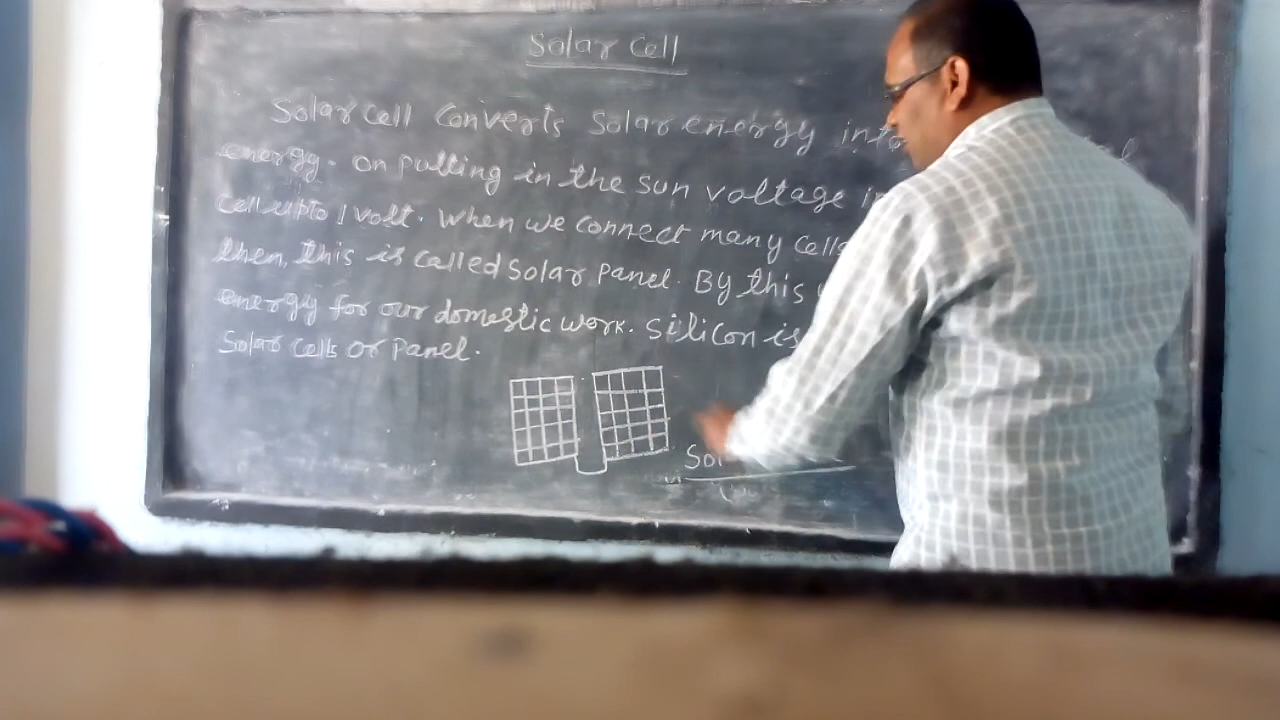 Solar Cell
Solar cell converts solar energy into
energy. on putting in the sun voltage in
cell upto 1 volt. when we connect many cells
then, this is called solar panel. By this
energy for our domestic work. silicon is
Solar cells or panel.
Sol